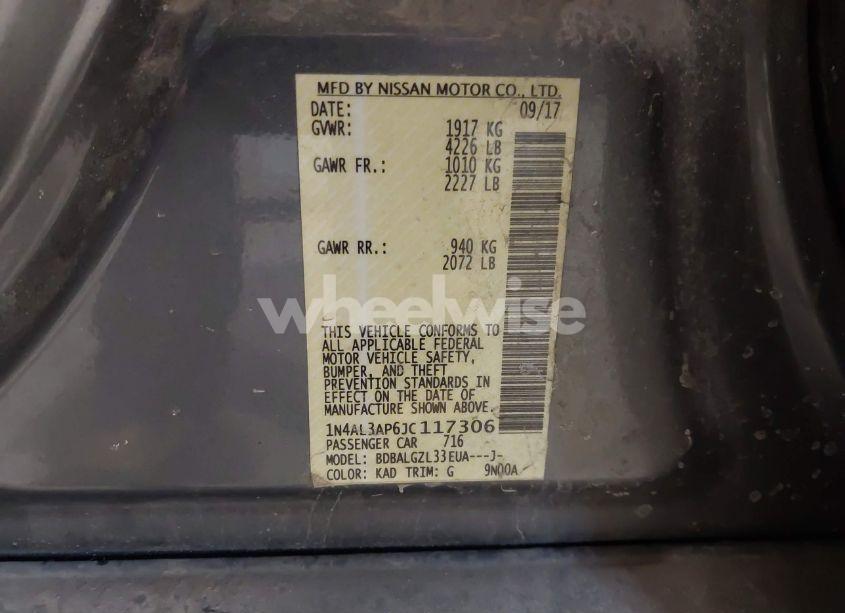 MFD BY NISSAN MOTOR CO., LTD.
DATE: 09/17
GVWR: 1917 KG
4226 LB
GAWR FR.: 1010 KG
2227 LB
GAWR RR.: 940 KG
2072 LB
wheelwise
THIS VEHICLE CONFORMS TO
ALL APPLICABLE FEDERAL
MOTOR VEHICLE SAFETY,
BUMPER, AND THEFT
PREVENTION STANDARDS IN
EFFECT ON THE DATE OF
MANUFACTURE SHOWN ABOVE.
1N4AL3AP6JC117306
PASSENGER CAR 716
MODEL: BDBALGZL33EUA---J-
COLOR: KAD TRIM: G 9N00A